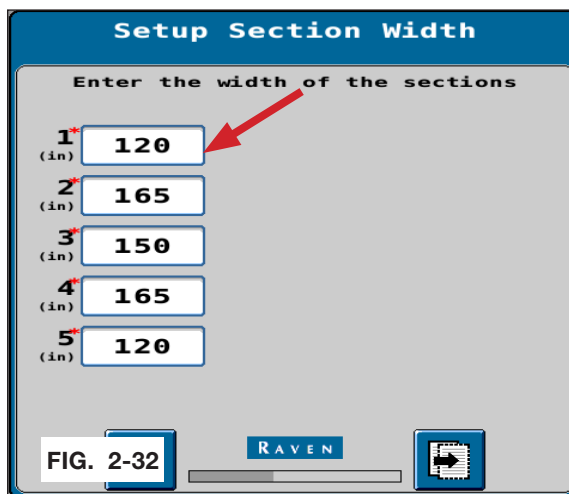 Setup Section Width
Enter the width of the sections
1* 120
(in)
2* 165
(in)
3* 150
(in)
4* 165
(in)
5* 120
(in)
RAVEN
FIG. 2-32